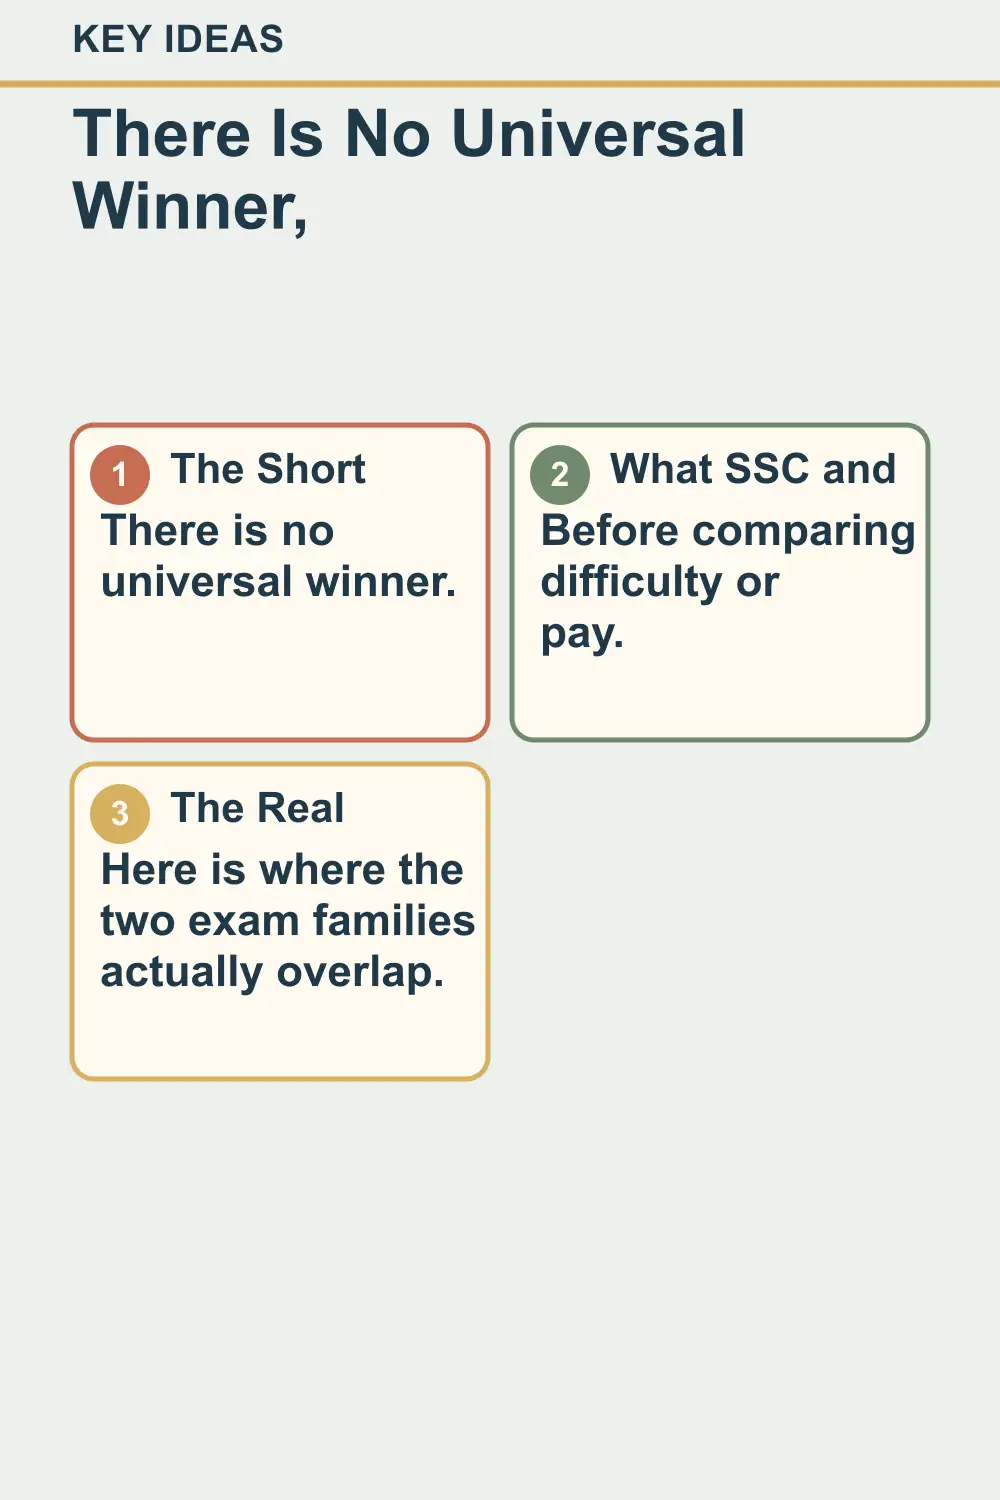 KEY IDEAS
There Is No Universal
Winner,
1 The Short
There is no
universal winner.
2 What SSC and
Before comparing
difficulty or
pay.
3 The Real
Here is where the
two exam families
actually overlap.